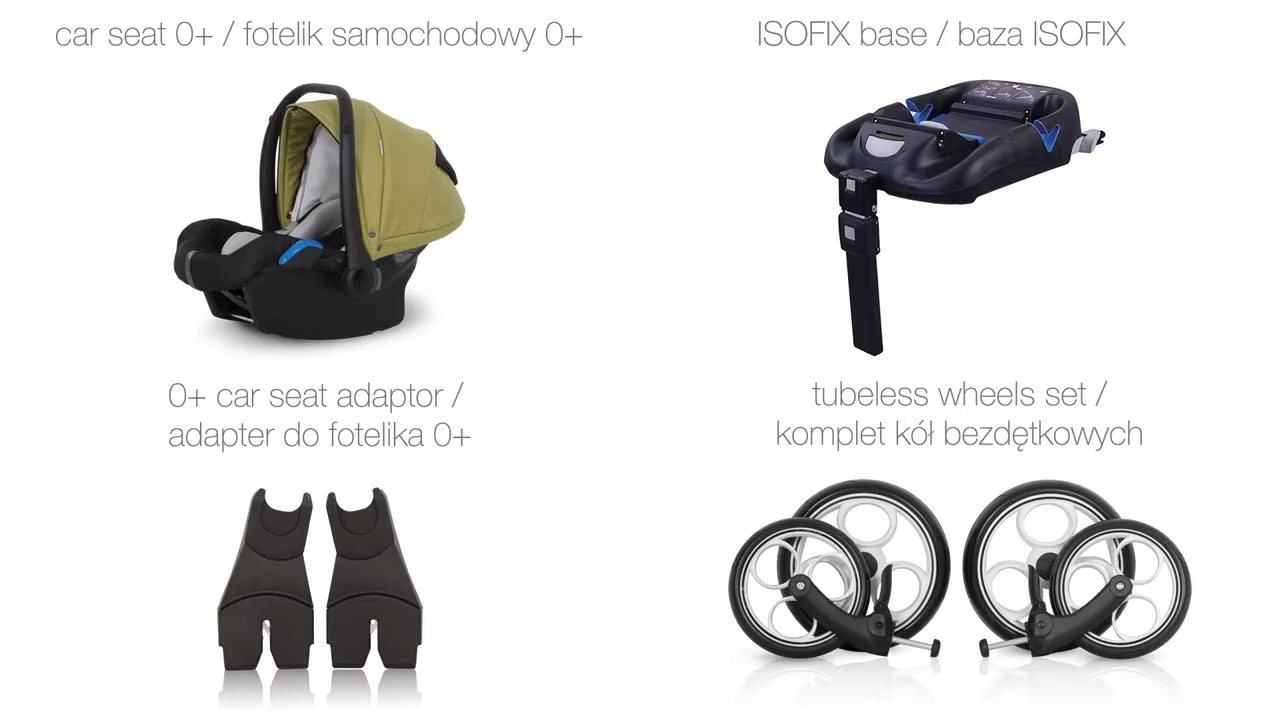 car seat 0+ / fotelik samochodowy 0+
ISOFIX base / baza ISOFIX
0+ car seat adaptor /
adapter do fotelika 0+
tubeless wheels set /
komplet kół bezdętkowych